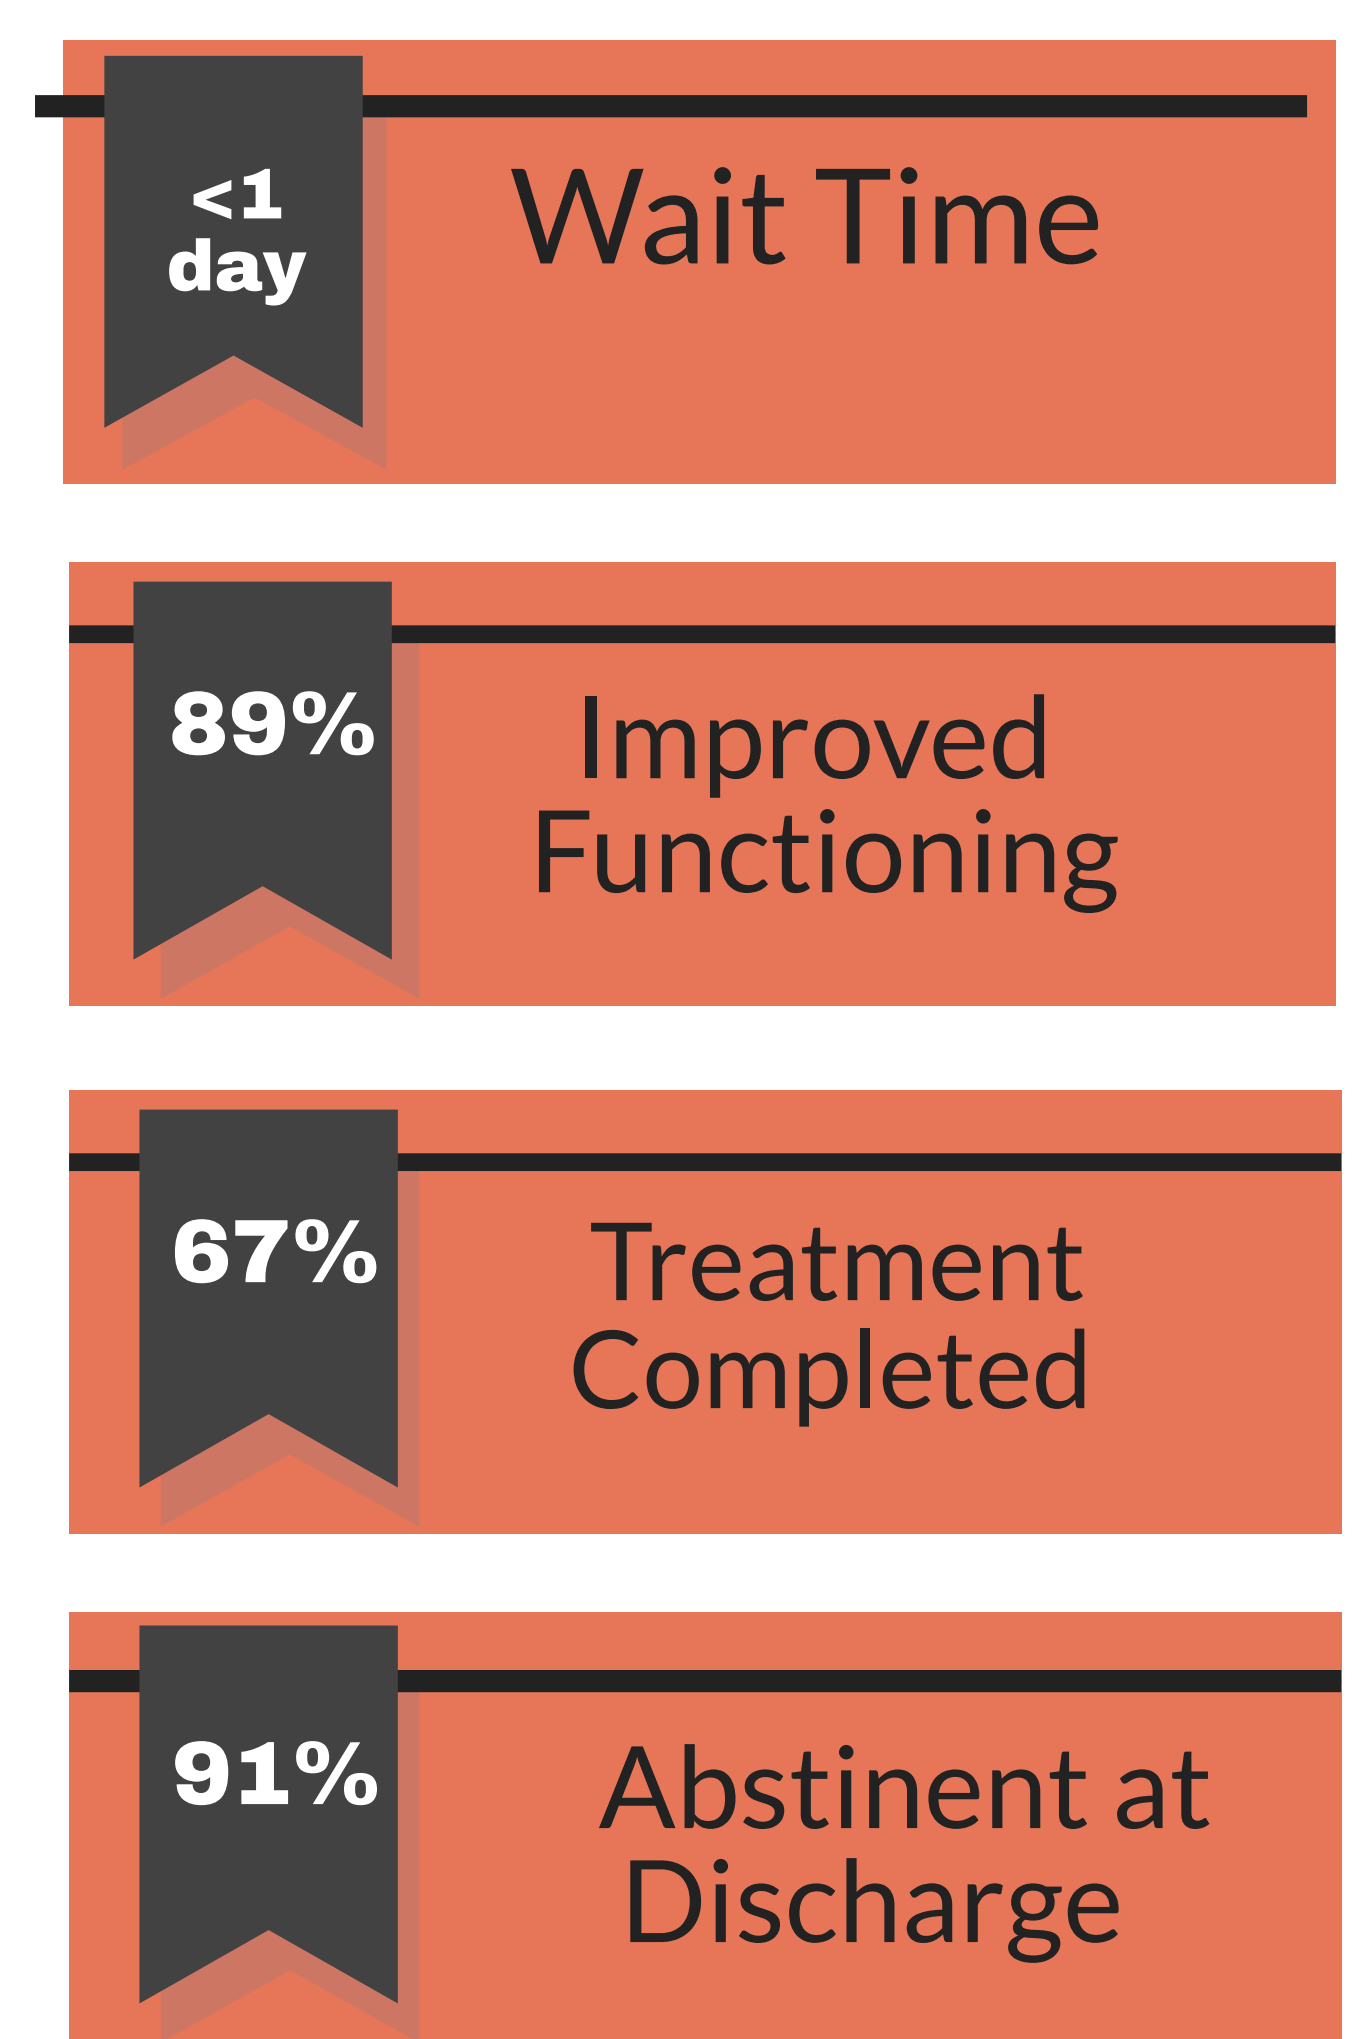 <1
day
Wait Time
89%
Improved
Functioning
67%
Treatment
Completed
91%
Abstinent at
Discharge